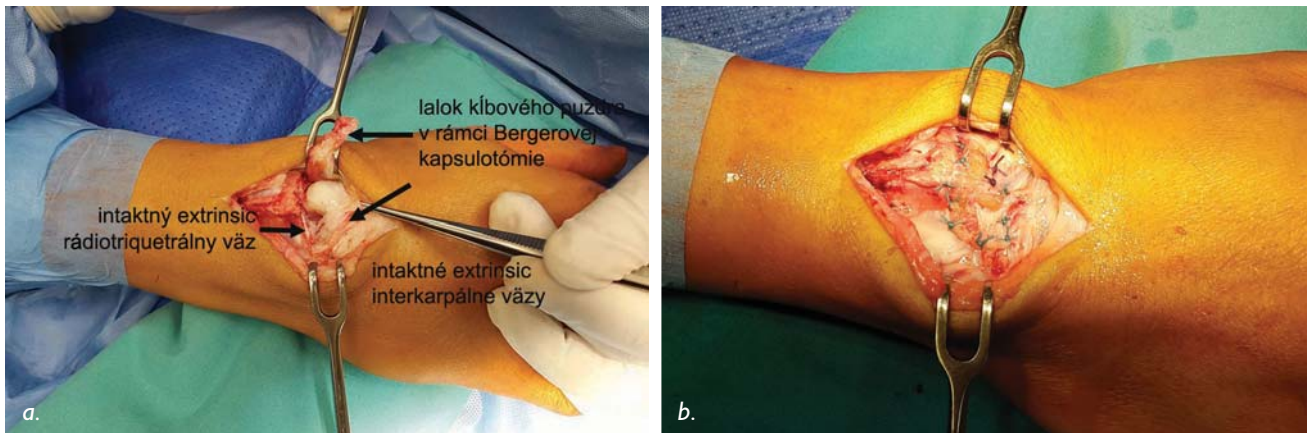 lalok kĺbového puzdra
v rámci Bergerovej
kapsulotómie
intaktný extrinsic
rádiotriquetrálny väz
intaktné extrinsic
interkarpálne väzy
a.
b.